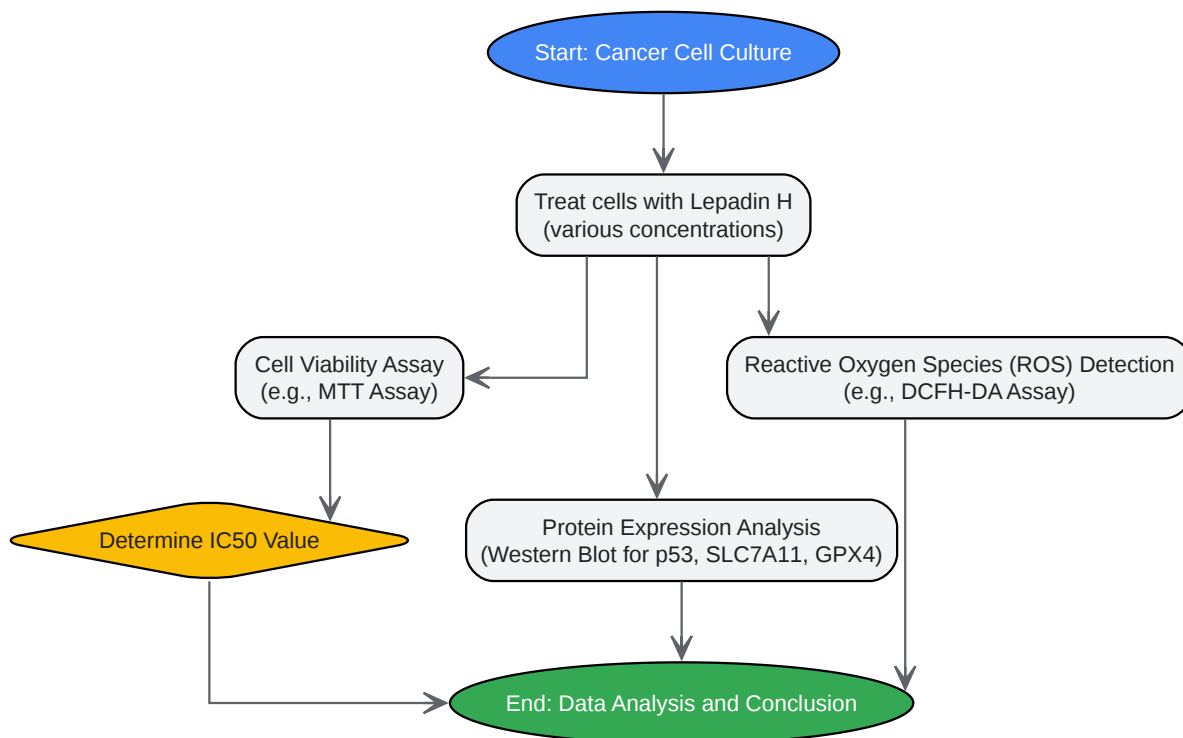 Start: Cancer Cell Culture
Treat cells with Lepadin H
(various concentrations)
Cell Viability Assay
(e.g., MTT Assay)
Reactive Oxygen Species (ROS) Detection
(e.g., DCFH-DA Assay)
Determine IC50 Value
Protein Expression Analysis
(Western Blot for p53, SLC7A11, GPX4)
End: Data Analysis and Conclusion